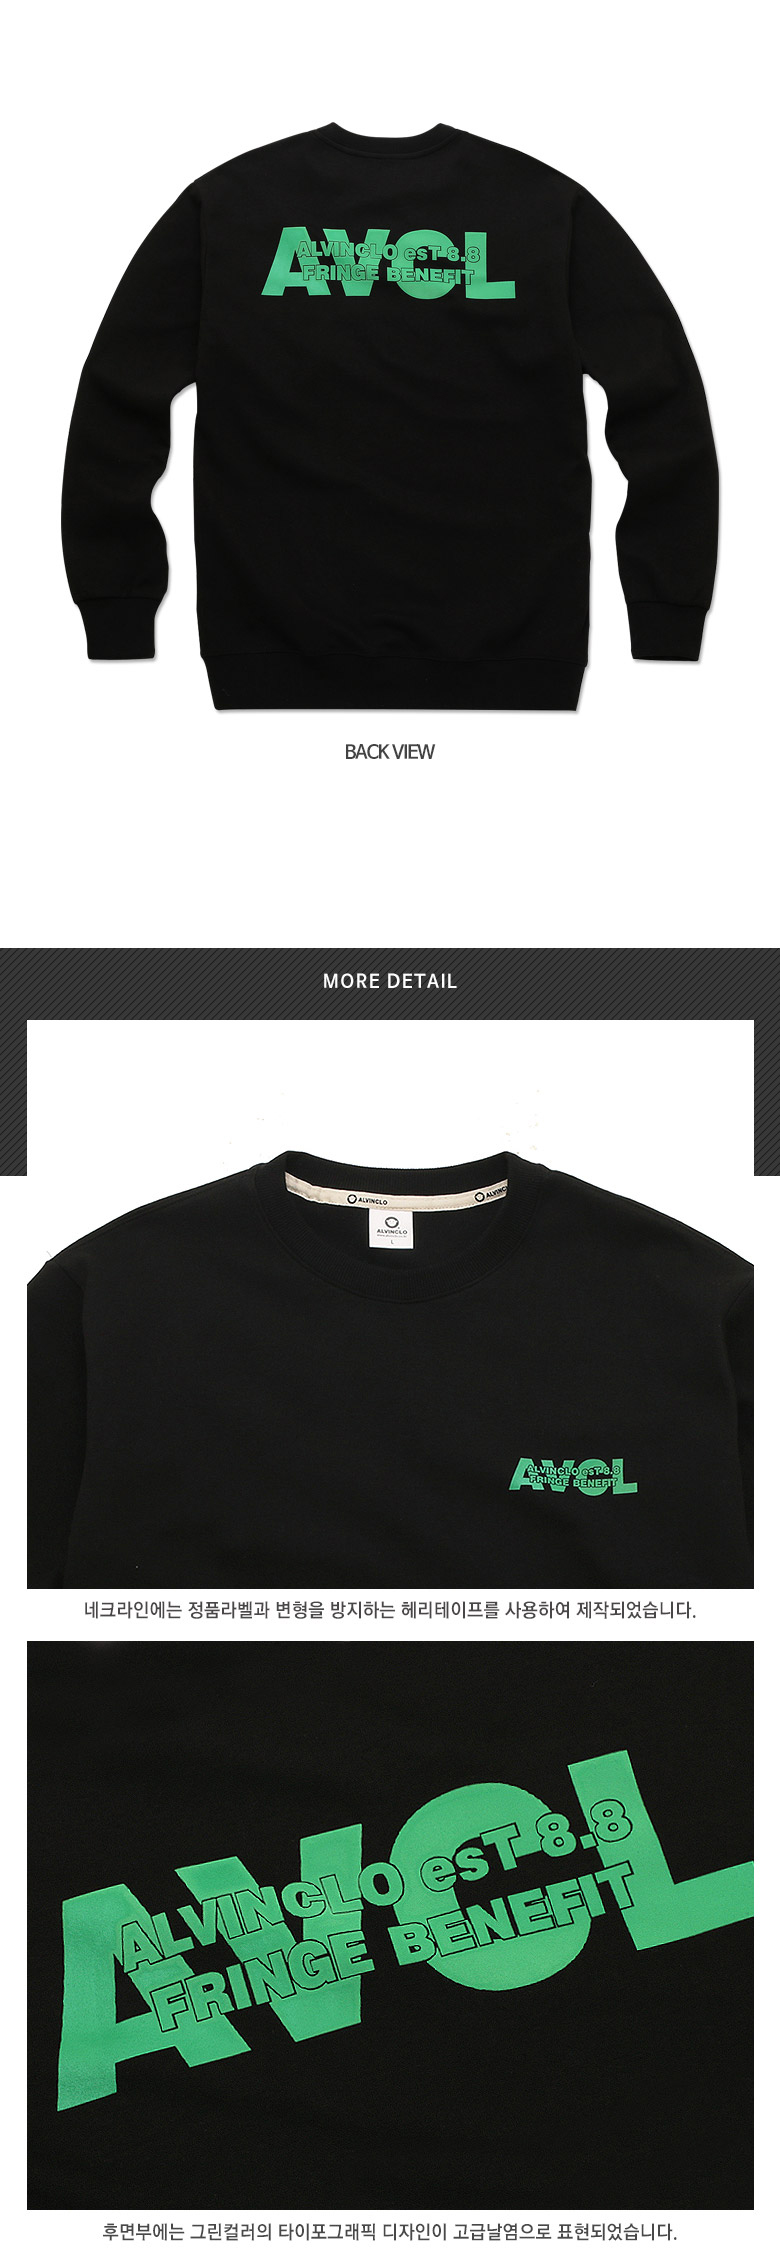 AVOL
ALVINCLO esT 8.8
FRINGE BENEFIT
BACK VIEW
MORE DETAIL
ALVINCLO
ALVINCLO
ALVINCLO
L
AVOL
ALVINCLO esT 8.8
FRINGE BENEFIT
네크라인에는 정품라벨과 변형을 방지하는 헤리테이프를 사용하여 제작되었습니다.
AVOL
ALVINCLO esT 8.8
FRINGE BENEFIT
후면부에는 그린컬러의 타이포그래픽 디자인이 고급날염으로 표현되었습니다.